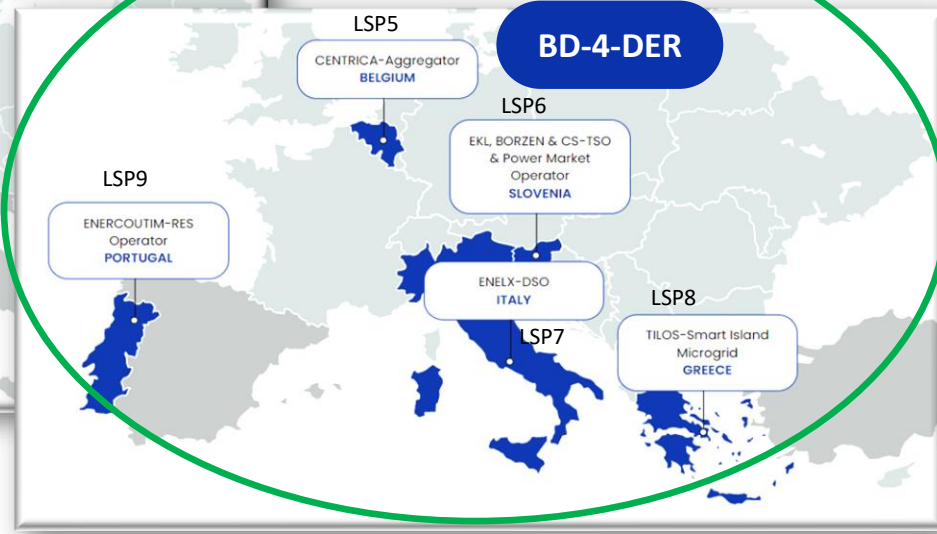 BD-4-DER
LSP5
CENTRICA-Aggregator
BELGIUM
LSP6
EKL, BORZEN & CS-TSO
& Power Market
Operator
SLOVENIA
LSP9
ENERCOUTIM-RES
Operator
PORTUGAL
ENELX-DSO
ITALY
LSP7
LSP8
TILOS-Smart Island
Microgrid
GREECE